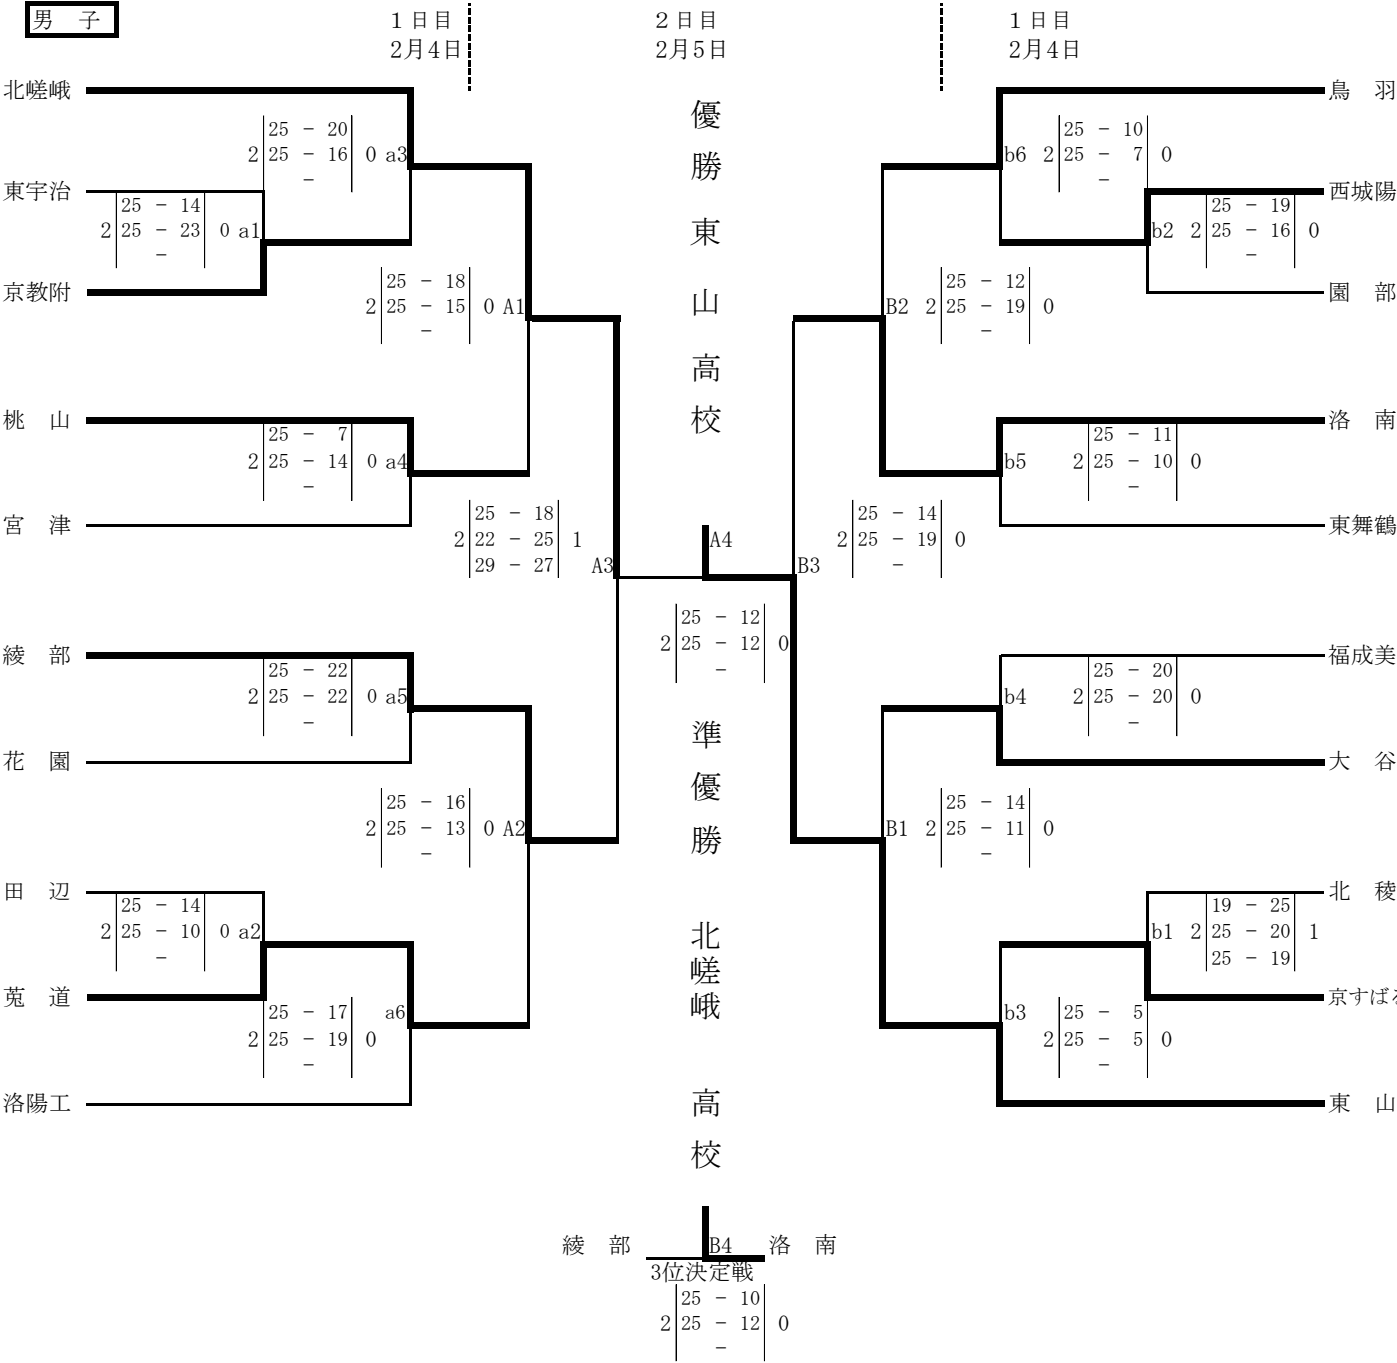 男　子
１日目
2月4日
２日目
2月5日
１日目
2月4日
優勝 東山高校
準優勝 北嵯峨高校
北嵯峨
25 － 20
2 25 － 16 0 a3
－
東宇治
25 － 14
2 25 － 23 0 a1
－
京教附
25 － 18
2 25 － 15 0 A1
－
桃　山
25 － 7
2 25 － 14 0 a4
－
宮　津
25 － 18
2 22 － 25 1
29 － 27 A3
綾　部
25 － 22
2 25 － 22 0 a5
－
花　園
25 － 16
2 25 － 13 0 A2
－
田　辺
25 － 14
2 25 － 10 0 a2
－
莵　道
25 － 17 a6
2 25 － 19 0
－
洛陽工
A4
25 － 12
2 25 － 12 0
－
鳥　羽
25 － 10
b6 2 25 － 7 0
－
西城陽
25 － 19
b2 2 25 － 16 0
－
園　部
25 － 12
B2 2 25 － 19 0
－
洛　南
25 － 11
b5 2 25 － 10 0
－
東舞鶴
25 － 14
2 25 － 19 0
－
B3
福成美
25 － 20
b4 2 25 － 20 0
－
大　谷
25 － 14
B1 2 25 － 11 0
－
北　稜
19 － 25
b1 2 25 － 20 1
25 － 19
京すば
b3 25 － 5
2 25 － 5 0
－
東　山
綾　部 B4 洛　南
3位決定戦
25 － 10
2 25 － 12 0
－